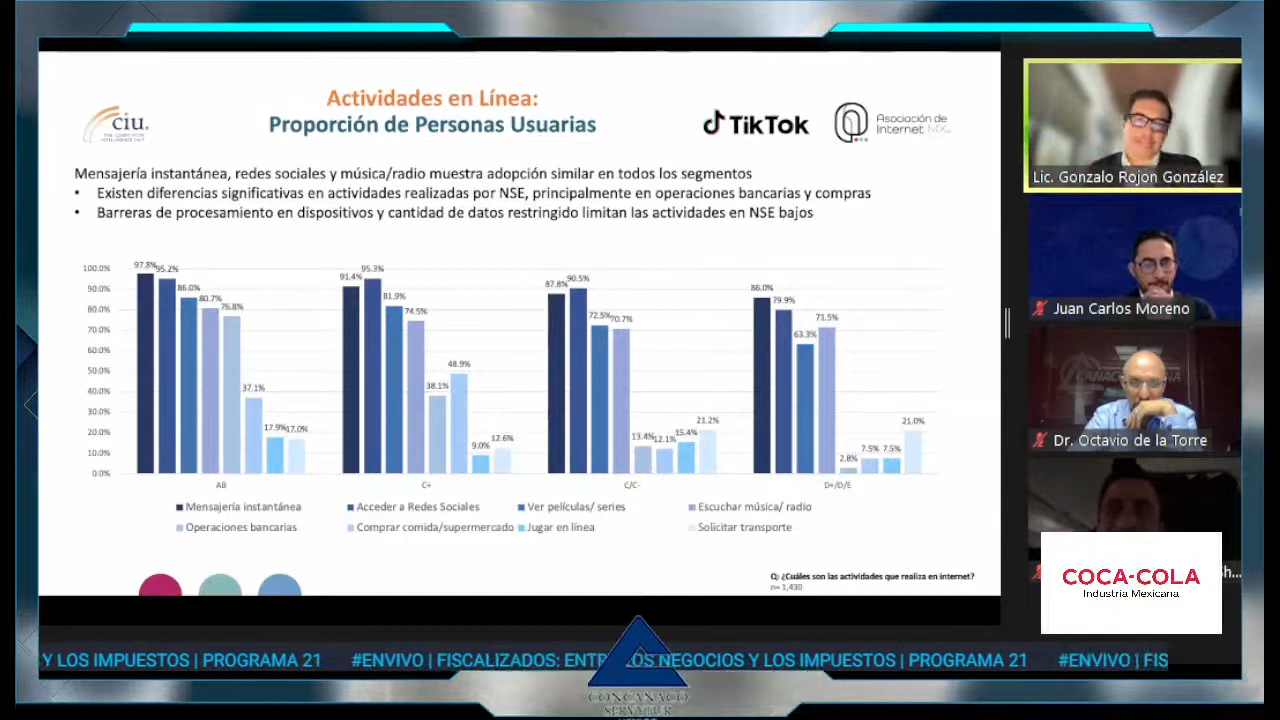 ciu.
THE COMPETITIVE
INTELLIGENCE UNIT
Actividades en Línea:
Proporción de Personas Usuarias
TikTok
Asociación de
Internet MX
Mensajería instantánea, redes sociales y música/radio muestra adopción similar en todos los segmentos
• Existen diferencias significativas en actividades realizadas por NSE, principalmente en operaciones bancarias y compras
• Barreras de procesamiento en dispositivos y cantidad de datos restringido limitan las actividades en NSE bajos
100.0%
90.0%
80.0%
70.0%
60.0%
50.0%
40.0%
30.0%
20.0%
10.0%
0.0%
97.8% 95.2% 86.0% 80.7% 76.8% 37.1% 17.9% 17.0%
91.4% 95.3% 81.9% 74.5% 38.1% 48.9% 9.0% 12.6%
87.8% 90.5% 72.5% 70.7% 13.4% 12.1% 15.4% 21.2%
86.0% 79.9% 63.3% 71.5% 2.8% 7.5% 7.5% 21.0%
AB C+ C/C- D+/D/E
Mensajería instantánea Acceder a Redes Sociales Ver películas/ series Escuchar música/ radio
Operaciones bancarias Comprar comida/supermercado Jugar en línea Solicitar transporte
Q: ¿Cuáles son las actividades que realiza en internet?
n= 1,430
Lic. Gonzalo Rojon González
Juan Carlos Moreno
Dr. Octavio de la Torre
Sh...
COCA-COLA
Industria Mexicana
Y LOS IMPUESTOS | PROGRAMA 21 #ENVIVO | FISCALIZADOS: ENTRE LOS NEGOCIOS Y LOS IMPUESTOS | PROGRAMA 21 #ENVIVO | FIS
CONCANACO
SERVYTUR